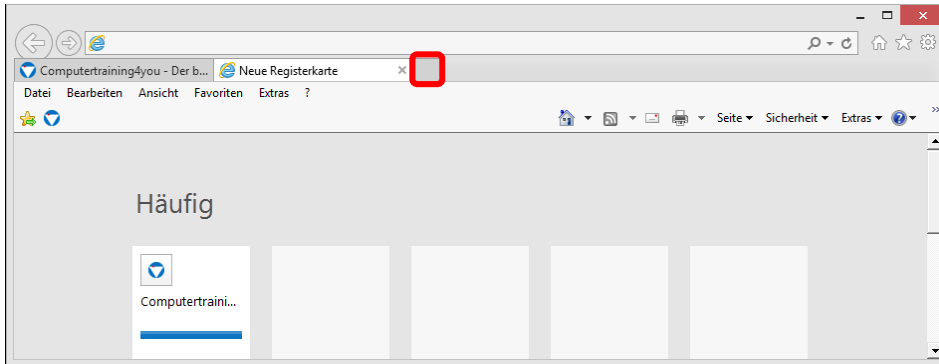 Computertraining4you - Der b... Neue Registerkarte
Datei Bearbeiten Ansicht Favoriten Extras ?
Seite Sicherheit Extras
Häufig
Computertraini...